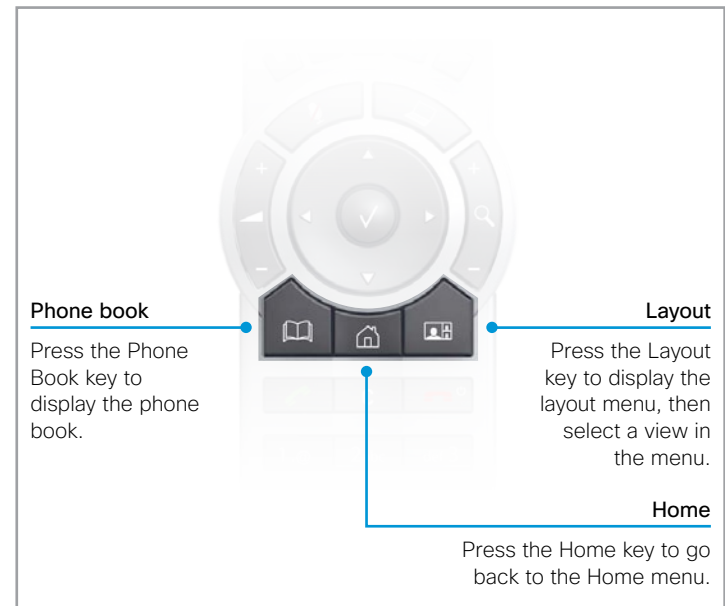 Phone book
Press the Phone
Book key to
display the phone
book.
Layout
Press the Layout
key to display the
layout menu, then
select a view in
the menu.
Home
Press the Home key to go
back to the Home menu.